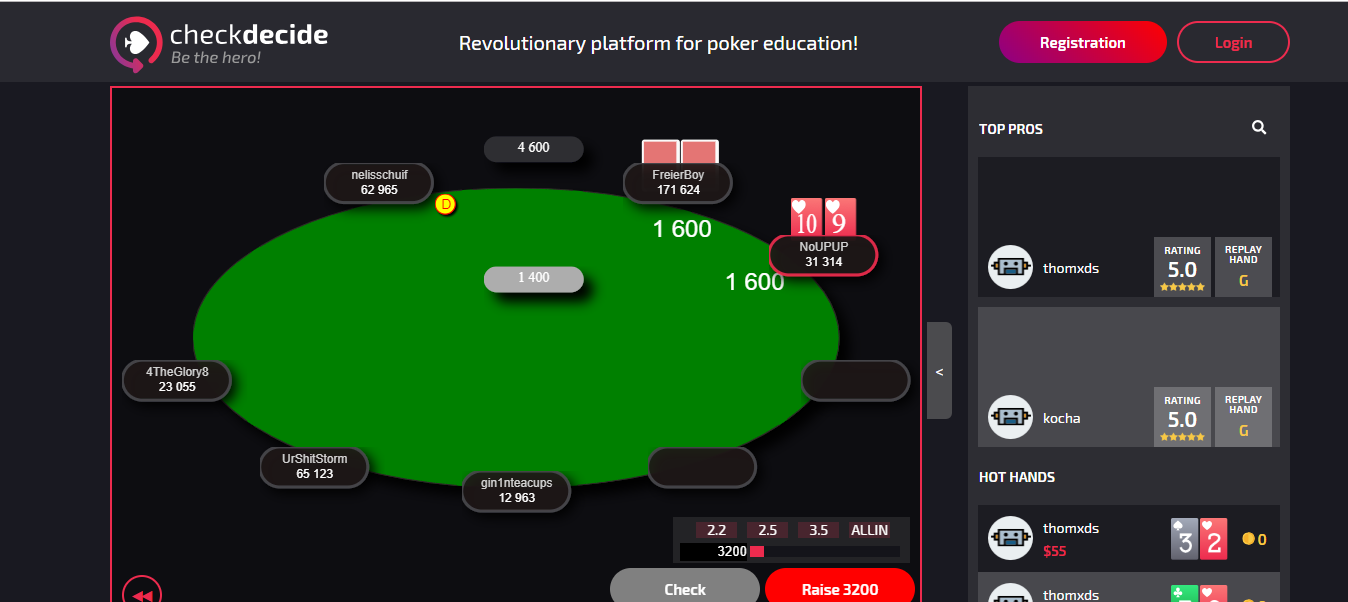 checkdecide
Be the hero!
Revolutionary platform for poker education!
Registration
Login
4 600
nelisschuif
62 965
D
FreierBoy
171 624
1 600
10 9
NoUPUP
31 314
1 600
1 400
4TheGlory8
23 055
UrShitStorm
65 123
gin1nteacups
12 963
2.2 2.5 3.5 ALLIN
3200
Check
Raise 3200
<
TOP PROS
thomxds
RATING
5.0
REPLAY
HAND
G
kocha
RATING
5.0
REPLAY
HAND
G
HOT HANDS
thomxds
$55
3 2
0
thomxds